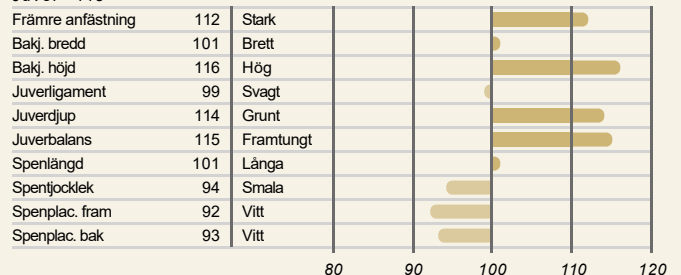 Främre anfästning 112 Stark
Bakj. bredd 101 Brett
Bakj. höjd 116 Hög
Juverligament 99 Svagt
Juverdjup 114 Grunt
Juverbalans 115 Framtungt
Spenlängd 101 Långa
Spentjocklek 94 Smala
Spenplac. fram 92 Vitt
Spenplac. bak 93 Vitt
80 90 100 110 120